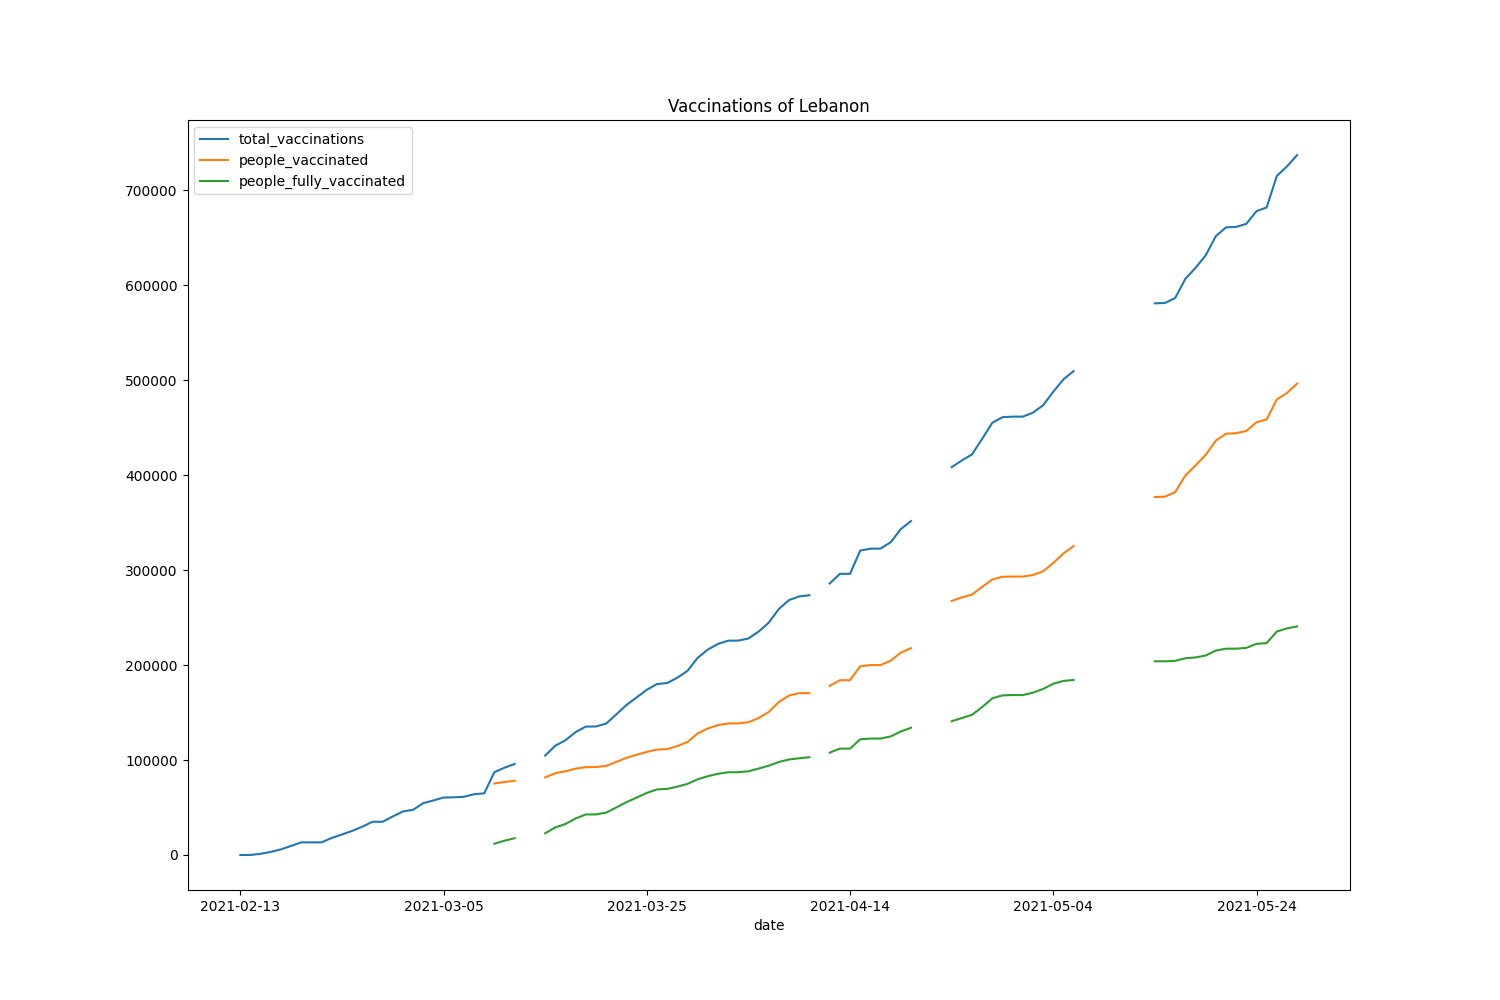 Vaccinations of Lebanon
total_vaccinations
people_vaccinated
people_fully_vaccinated
700000
600000
500000
400000
300000
200000
100000
0
2021-02-13 2021-03-05 2021-03-25 2021-04-14 2021-05-04 2021-05-24
date